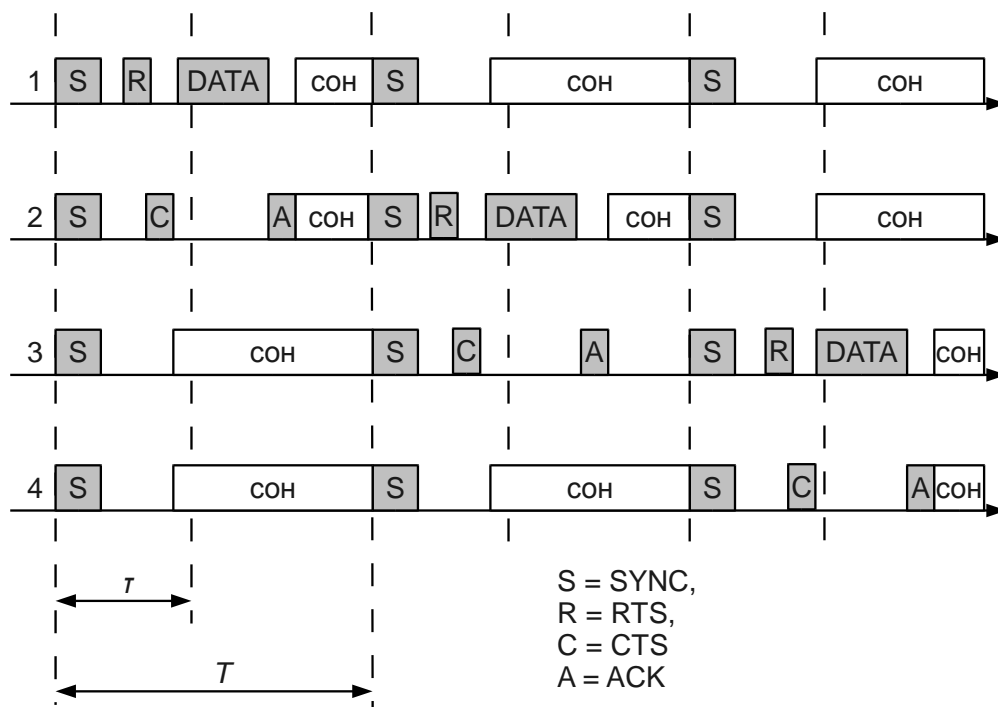 1 S R DATA сон S сон S сон
2 S C A сон S R DATA сон S сон
3 S сон S C A S R DATA сон
4 S сон S сон S C A сон
τ
T
S = SYNC,
R = RTS,
C = CTS
A = ACK